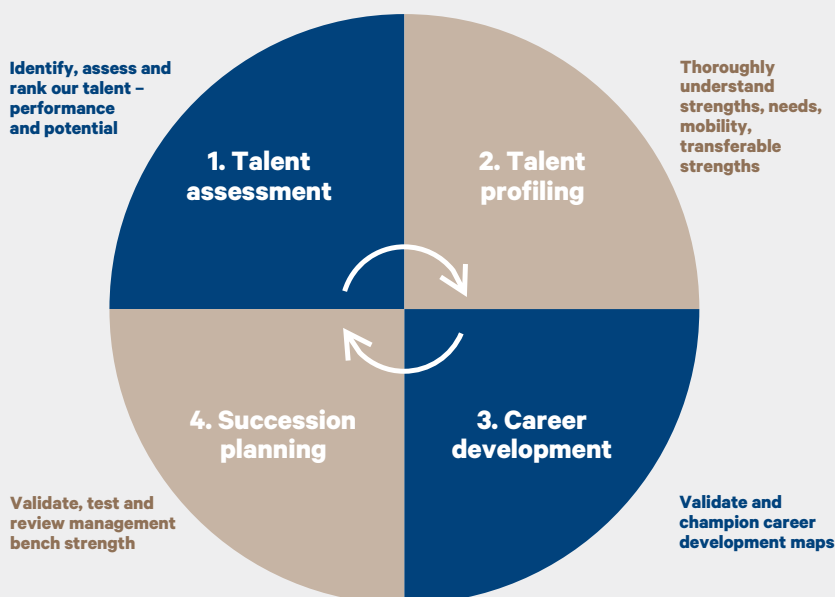 Identify, assess and
rank our talent –
performance
and potential
1. Talent
assessment
2. Talent
profiling
Thoroughly
understand
strengths, needs,
mobility,
transferable
strengths
4. Succession
planning
3. Career
development
Validate, test and
review management
bench strength
Validate and
champion career
development maps